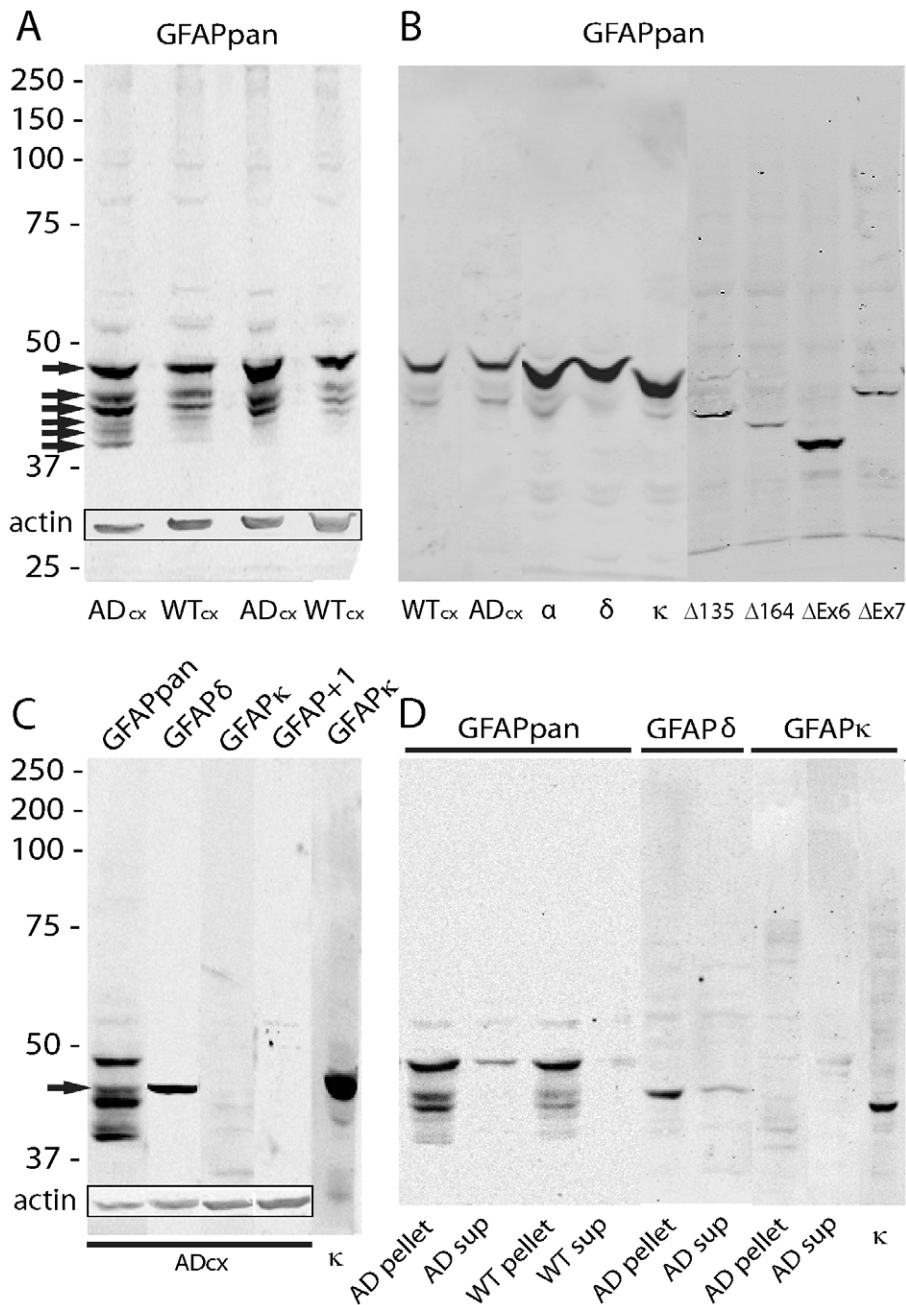 A
GFAPpan
250 -
150 -
100 -
75 -
50 -
37 -
actin
25 -
ADcx WTcx ADcx WTcx
B
GFAPpan
WTcx ADcx α δ κ Δ135 Δ164 ΔEx6 ΔEx7
C
GFAPpan GFAPδ GFAPκ GFAP+1 GFAPκ
250 -
200 -
100 -
75 -
50 -
37 -
actin
ADcx κ
D
GFAPpan GFAPδ GFAPκ
AD pellet AD sup WT pellet WT sup AD pellet AD sup AD pellet AD sup κ